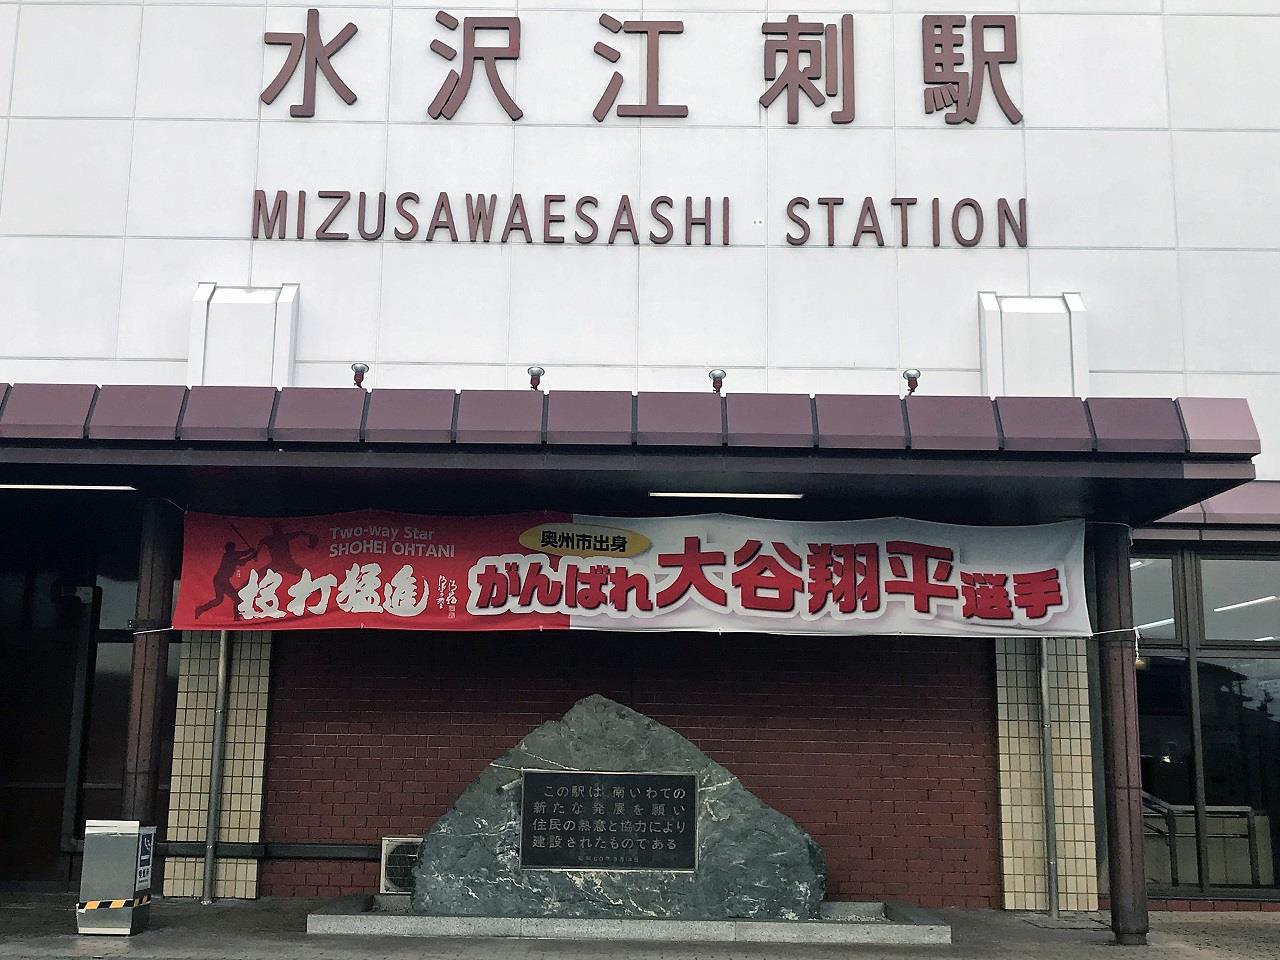 水沢江刺駅
MIZUSAWAESASHI STATION
Two-way Star
SHOHEI OHTANI
投打猛進
奥州市出身
がんばれ大谷翔平選手
この駅は 南いわての
新たな発展を願い
住民の熱意と協力により
建設されたものである